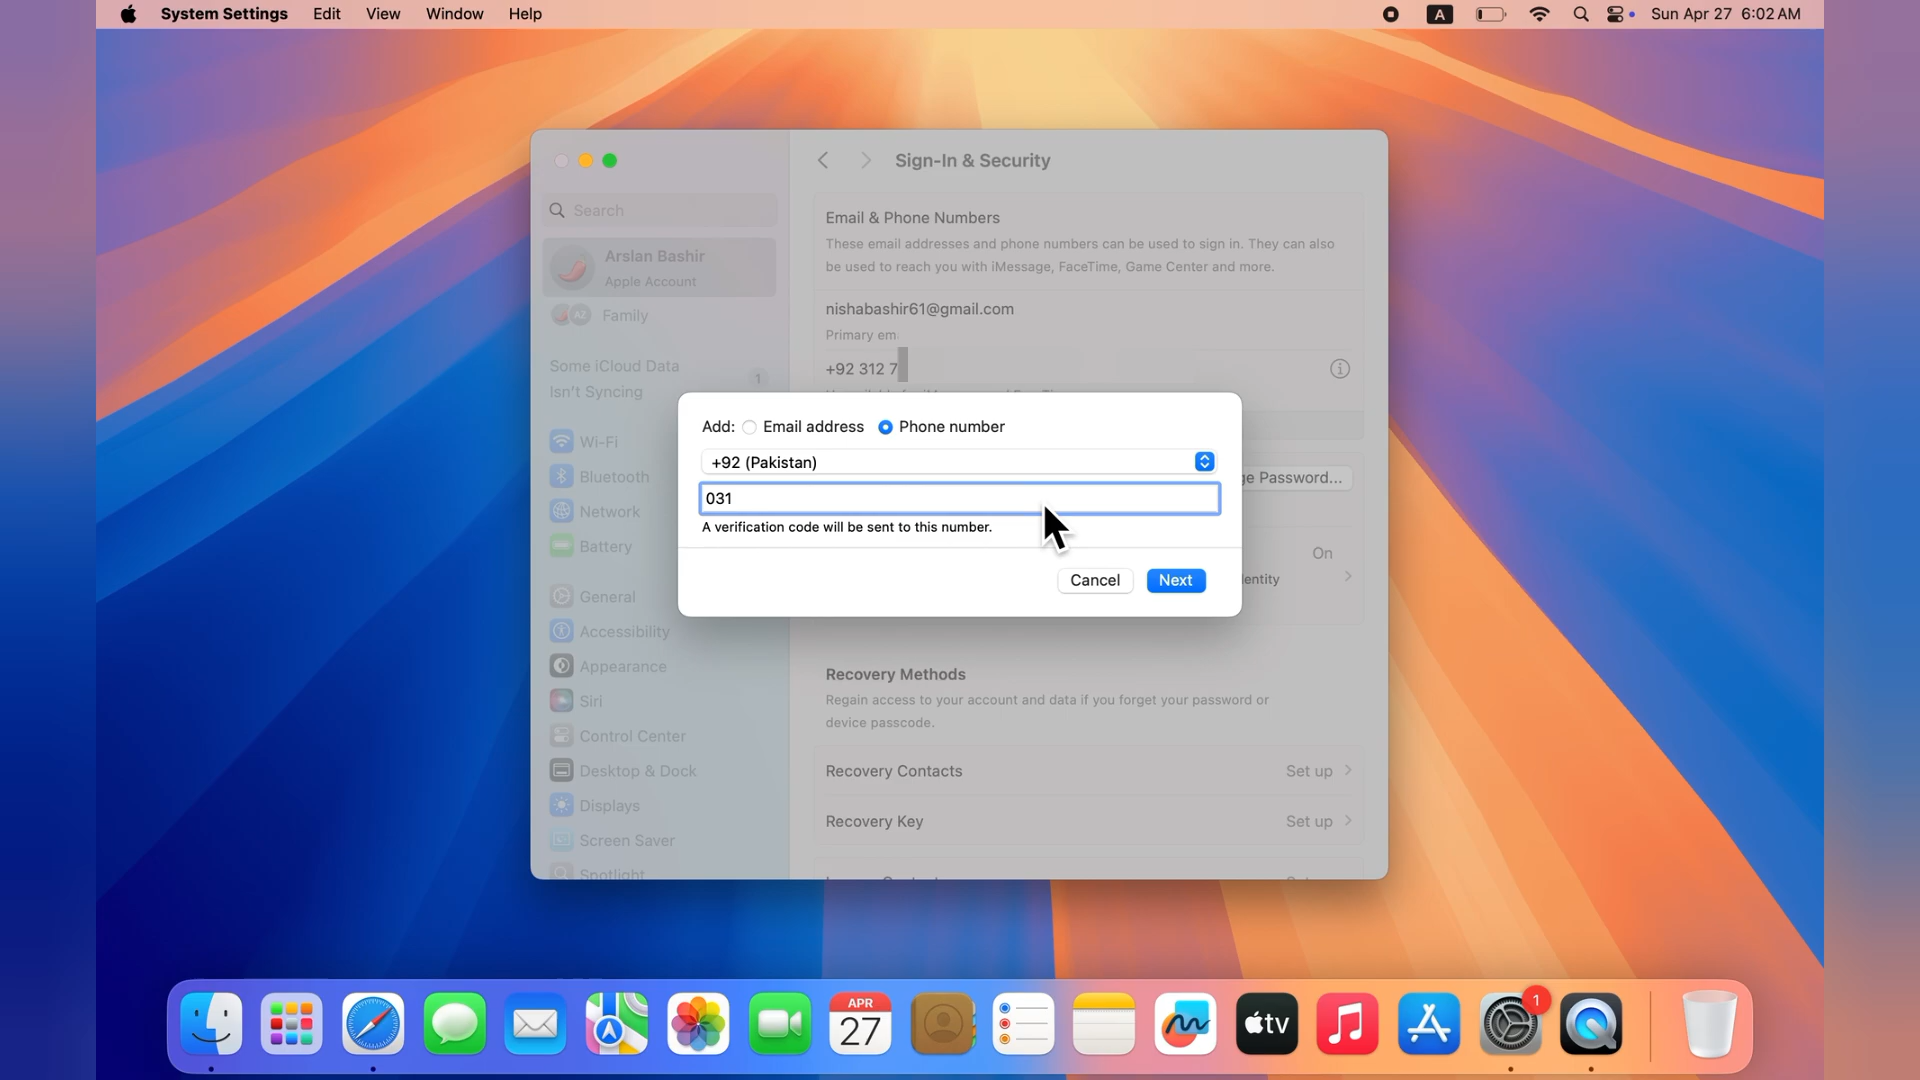 System Settings Edit View Window Help
A
Sun Apr 27 6:02 AM
Sign-In & Security
Search
Arslan Bashir
Apple Account
AZ Family
Some iCloud Data
Isn't Syncing
1
Wi-Fi
Bluetooth
Network
Battery
General
Accessibility
Appearance
Siri
Control Center
Desktop & Dock
Displays
Screen Saver
Spotlight
Email & Phone Numbers
These email addresses and phone numbers can be used to sign in. They can also
be used to reach you with iMessage, FaceTime, Game Center and more.
nishabashir61@gmail.com
Primary em
+92 312 7
Add: Email address Phone number
+92 (Pakistan)
031
A verification code will be sent to this number.
Cancel Next
ge Password...
On
entity
Recovery Methods
Regain access to your account and data if you forget your password or
device passcode.
Recovery Contacts Set up
Recovery Key Set up
APR
27
tv
1